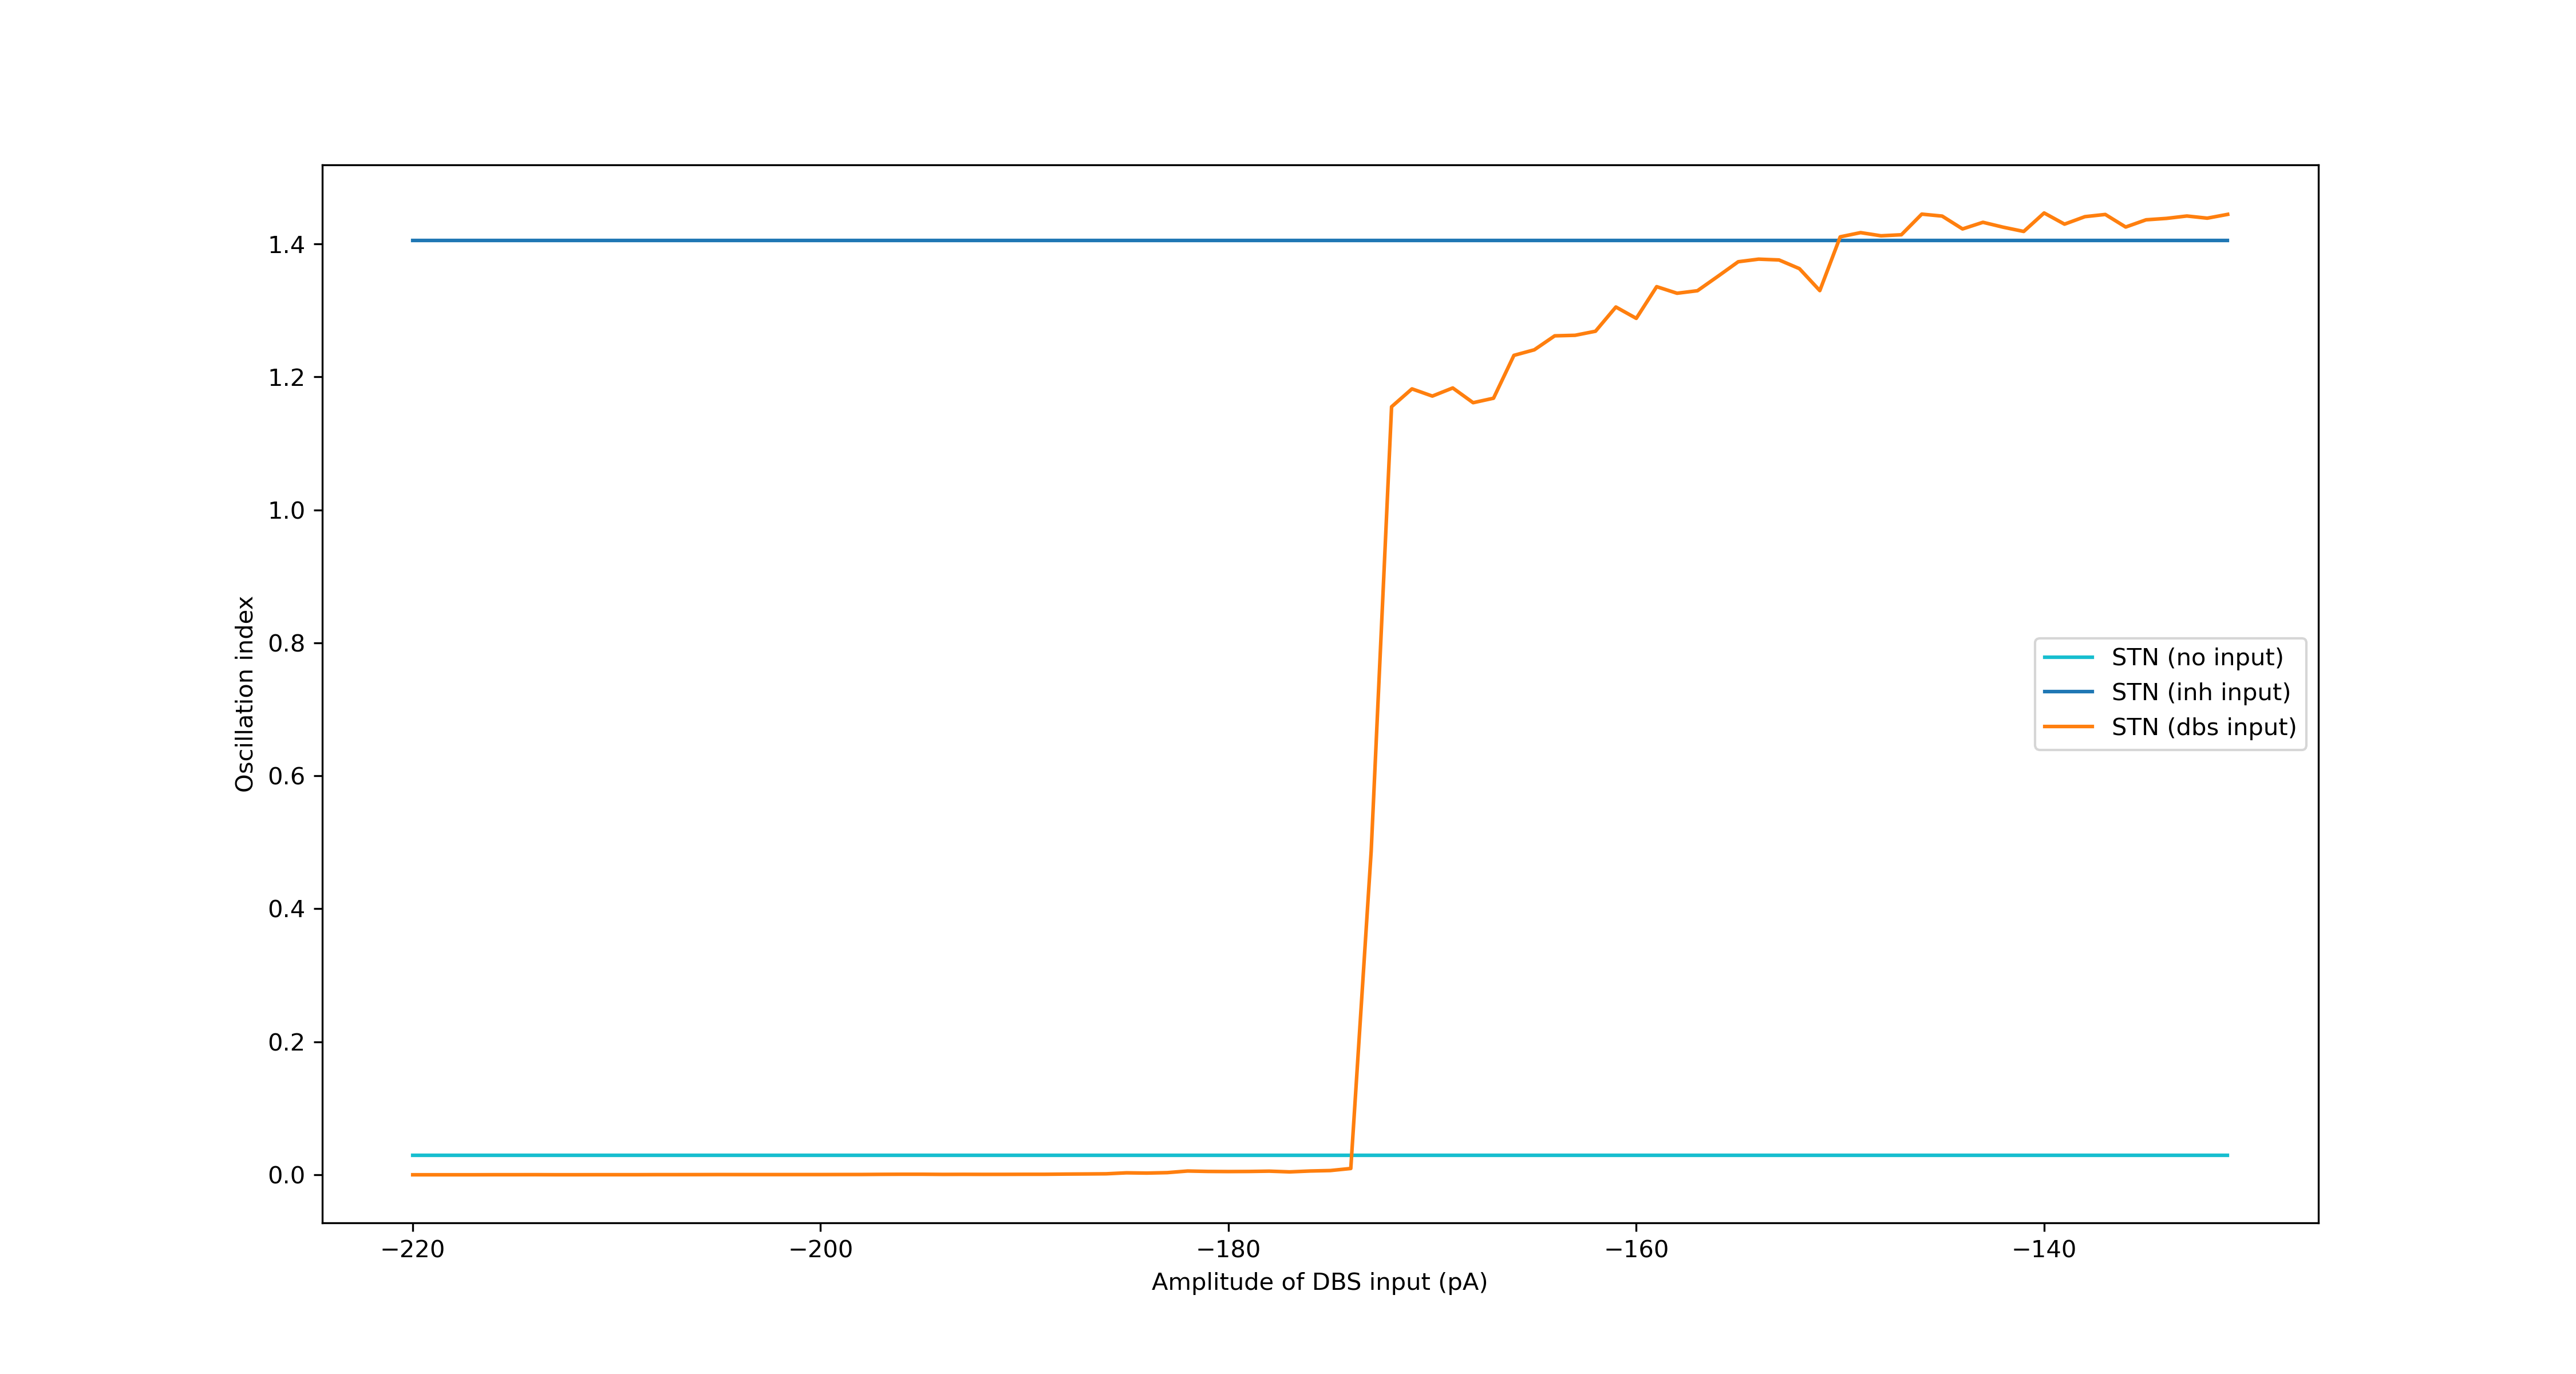 1.4
1.2
1.0
0.8
0.6
0.4
0.2
0.0
Oscillation index
STN (no input)
STN (inh input)
STN (dbs input)
−220
−200
−180
−160
−140
Amplitude of DBS input (pA)